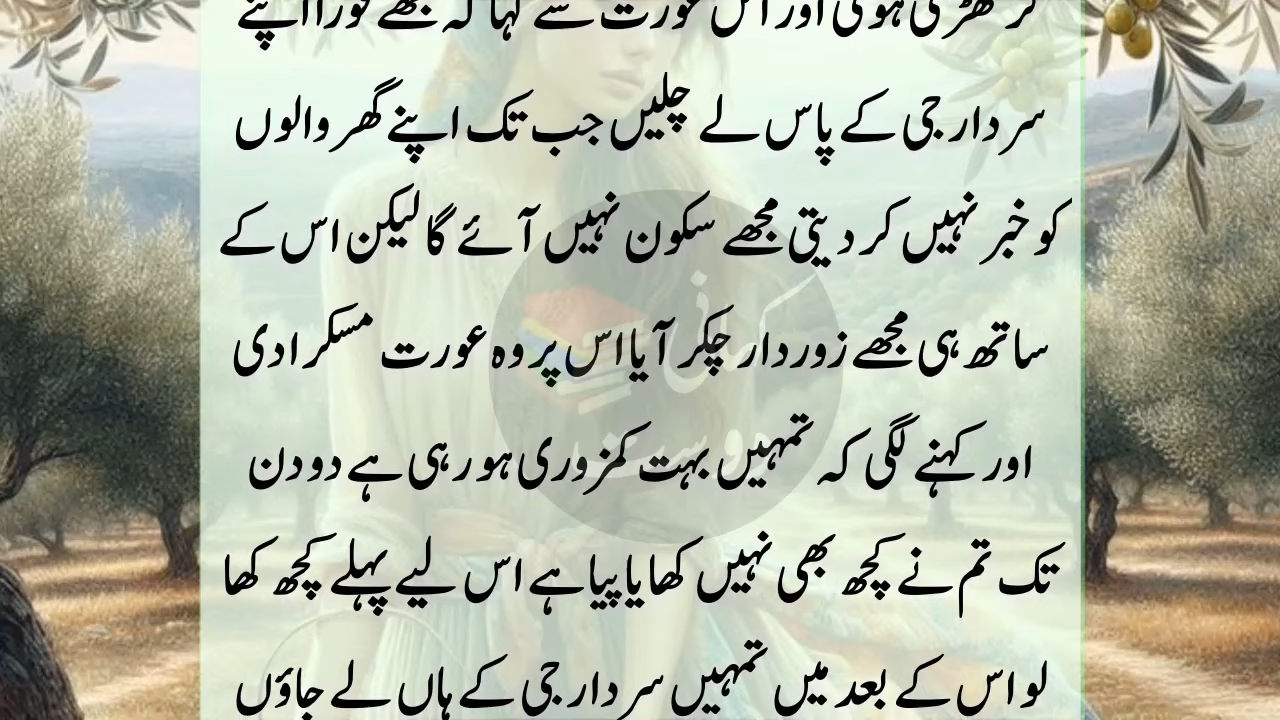 کر کھڑی ہوئی اور اس عورت سے کہا کہ مجھے فورا اپنے
سردار جی کے پاس لے چلیں جب تک اپنے گھر والوں
کو خبر نہیں کر دیتی مجھے سکون نہیں آئے گا لیکن اس کے
ساتھ ہی مجھے زوردار چکر آیا اس پر وہ عورت مسکرا دی
اور کہنے لگی کہ تمہیں بہت کمزوری ہو رہی ہے دو دن
تک تم نے کچھ بھی نہیں کھایا پیا ہے اس لیے پہلے کچھ کھا
لو اس کے بعد میں تمہیں سردار جی کے ہاں لے جاؤں